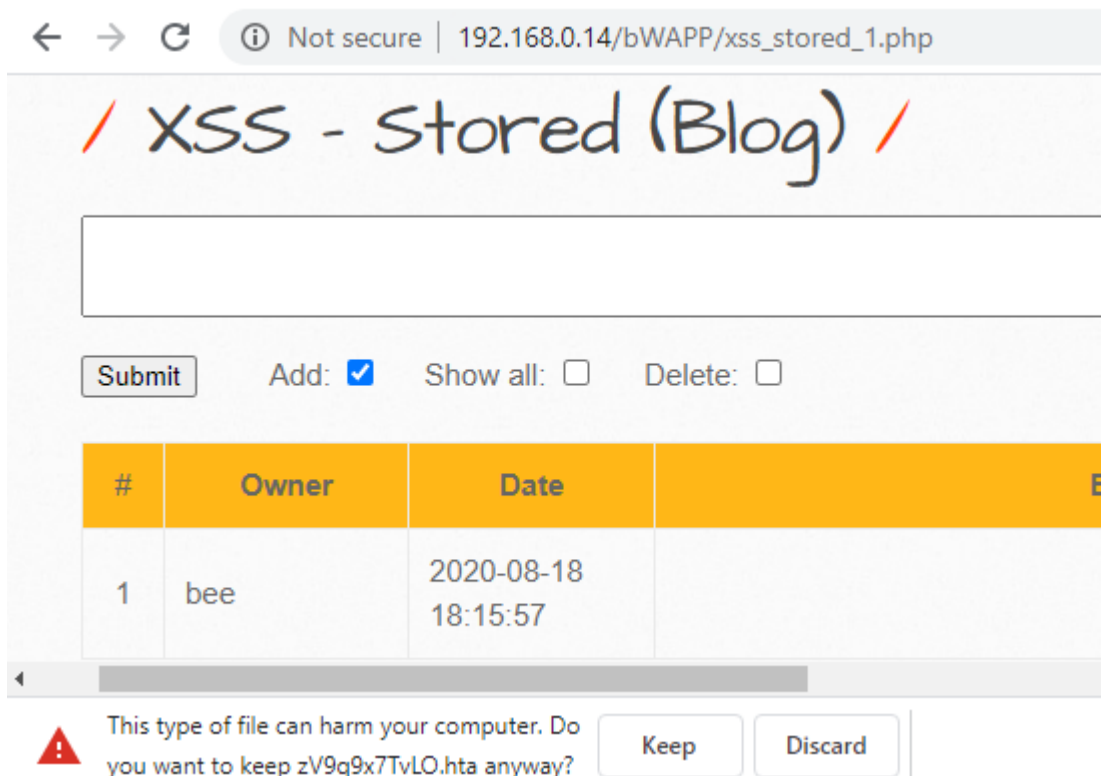 Not secure | 192.168.0.14/bWAPP/xss_stored_1.php
/ XSS - Stored (Blog) /
Submit Add: Show all: Delete:
# Owner Date
1 bee 2020-08-18
18:15:57
This type of file can harm your computer. Do
you want to keep zV9q9x7TvLO.hta anyway?
Keep Discard